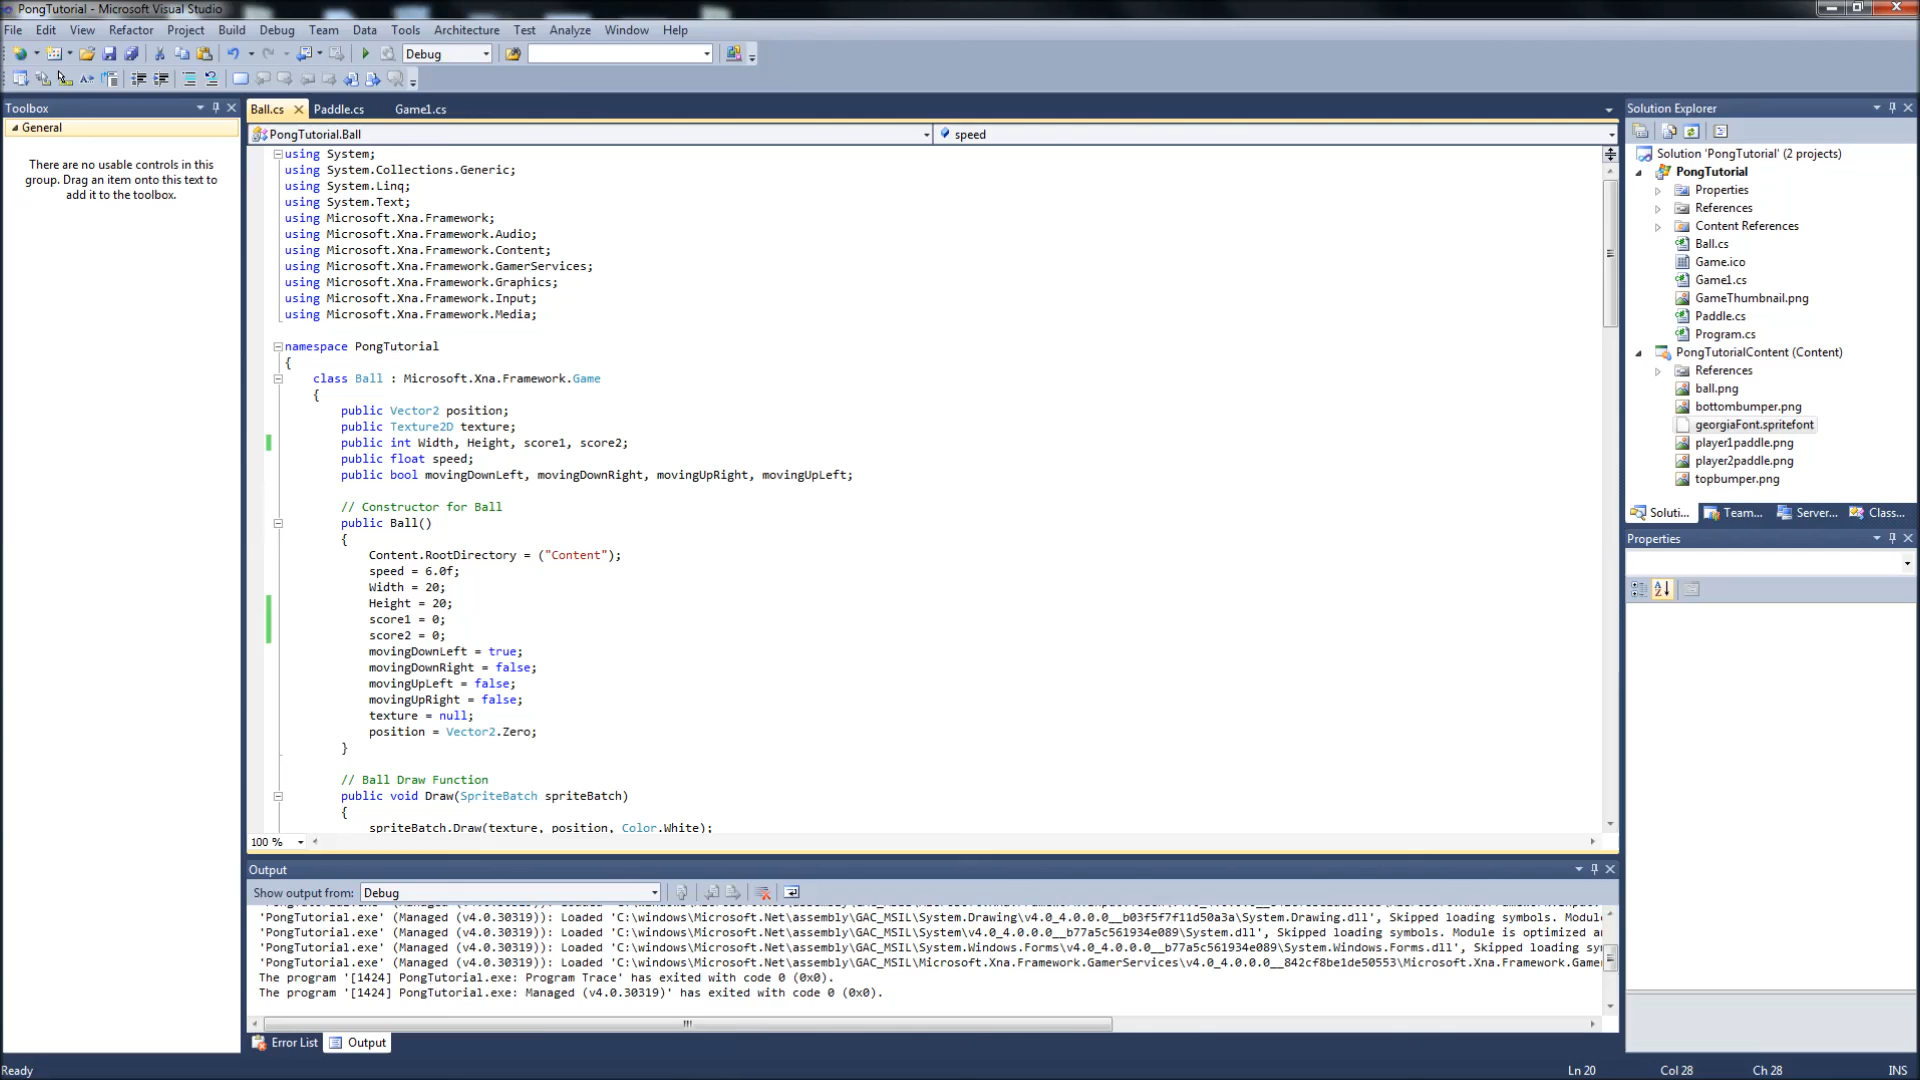 PongTutorial - Microsoft Visual Studio
File Edit View Refactor Project Build Debug Team Data Tools Architecture Test Analyze Window Help
Debug
Toolbox
General
There are no usable controls in this
group. Drag an item onto this text to
add it to the toolbox.
Ball.cs Paddle.cs Game1.cs
PongTutorial.Ball speed
using System;
using System.Collections.Generic;
using System.Linq;
using System.Text;
using Microsoft.Xna.Framework;
using Microsoft.Xna.Framework.Audio;
using Microsoft.Xna.Framework.Content;
using Microsoft.Xna.Framework.GamerServices;
using Microsoft.Xna.Framework.Graphics;
using Microsoft.Xna.Framework.Input;
using Microsoft.Xna.Framework.Media;
namespace PongTutorial
{
class Ball : Microsoft.Xna.Framework.Game
{
public Vector2 position;
public Texture2D texture;
public int Width, Height, score1, score2;
public float speed;
public bool movingDownLeft, movingDownRight, movingUpRight, movingUpLeft;
// Constructor for Ball
public Ball()
{
Content.RootDirectory = ("Content");
speed = 6.0f;
Width = 20;
Height = 20;
score1 = 0;
score2 = 0;
movingDownLeft = true;
movingDownRight = false;
movingUpLeft = false;
movingUpRight = false;
texture = null;
position = Vector2.Zero;
}
// Ball Draw Function
public void Draw(SpriteBatch spriteBatch)
{
spriteBatch.Draw(texture, position, Color.White);
100 %
Output
Show output from: Debug
'PongTutorial.exe' (Managed (v4.0.30319)): Loaded 'C:\windows\Microsoft.Net\assembly\GAC_MSIL\System.Drawing\v4.0_4.0.0.0__b03f5f7f11d50a3a\System.Drawing.dll', Skipped loading symbols. Modul
'PongTutorial.exe' (Managed (v4.0.30319)): Loaded 'C:\windows\Microsoft.Net\assembly\GAC_MSIL\System\v4.0_4.0.0.0__b77a5c561934e089\System.dll', Skipped loading symbols. Module is optimized a
'PongTutorial.exe' (Managed (v4.0.30319)): Loaded 'C:\windows\Microsoft.Net\assembly\GAC_MSIL\System.Windows.Forms\v4.0_4.0.0.0__b77a5c561934e089\System.Windows.Forms.dll', Skipped loading sy
'PongTutorial.exe' (Managed (v4.0.30319)): Loaded 'C:\windows\Microsoft.Net\assembly\GAC_MSIL\Microsoft.Xna.Framework.GamerServices\v4.0_4.0.0.0__842cf8be1de50553\Microsoft.Xna.Framework.Game
The program '[1424] PongTutorial.exe: Program Trace' has exited with code 0 (0x0).
The program '[1424] PongTutorial.exe: Managed (v4.0.30319)' has exited with code 0 (0x0).
Error List Output
Solution Explorer
Solution 'PongTutorial' (2 projects)
PongTutorial
Properties
References
Content References
Ball.cs
Game.ico
Game1.cs
GameThumbnail.png
Paddle.cs
Program.cs
PongTutorialContent (Content)
References
ball.png
bottombumper.png
georgiaFont.spritefont
player1paddle.png
player2paddle.png
topbumper.png
Soluti... Team... Server... Class...
Properties
Ready Ln 20 Col 28 Ch 28 INS